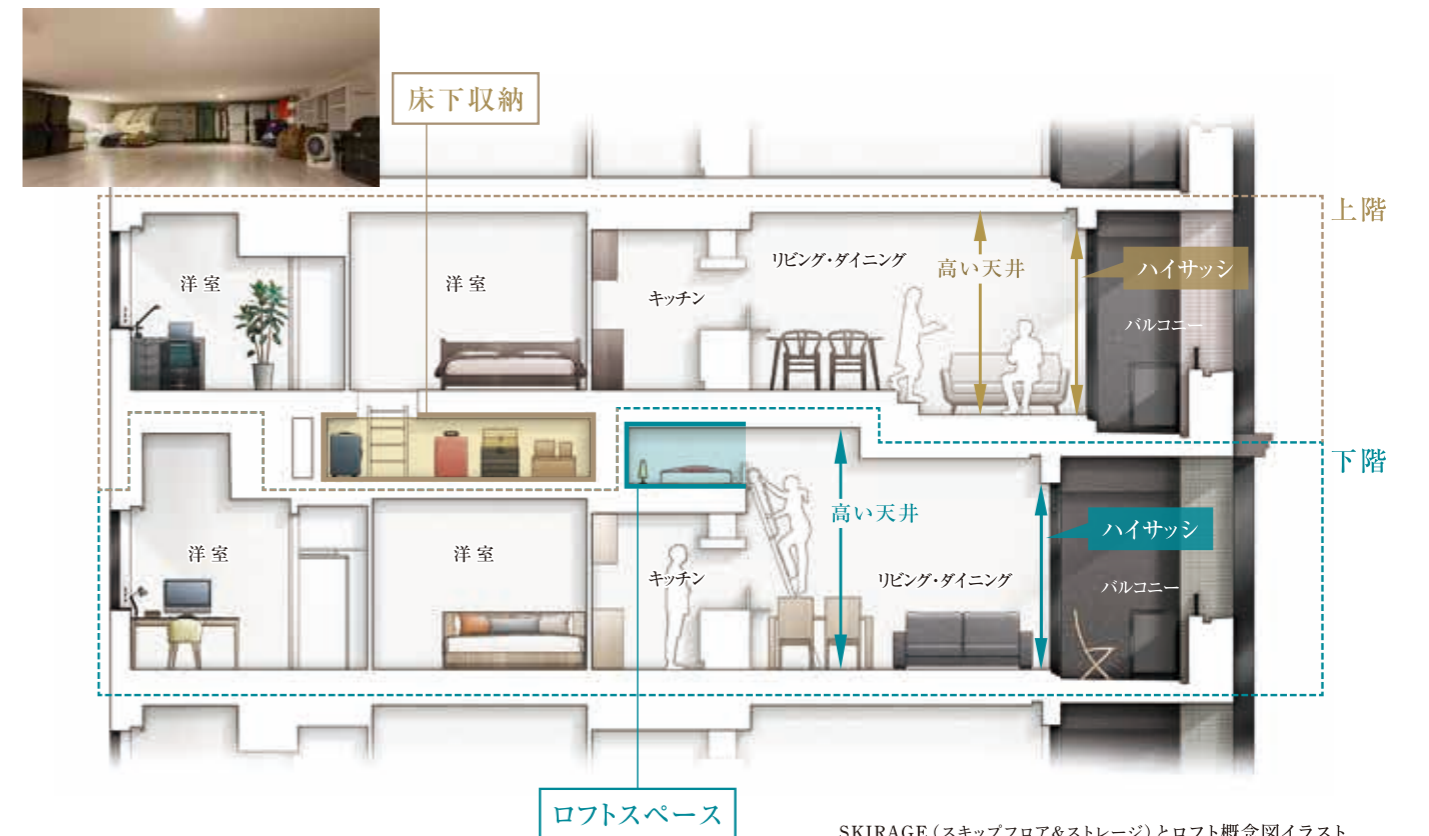 床下収納
上階
洋室
洋室
キッチン
リビング・ダイニング
高い天井
ハイサッシ
バルコニー
下階
洋室
洋室
キッチン
高い天井
リビング・ダイニング
ハイサッシ
バルコニー
ロフトスペース
SKIRAGE（スキップフロア&ストレージ）とロフト概念図イラスト